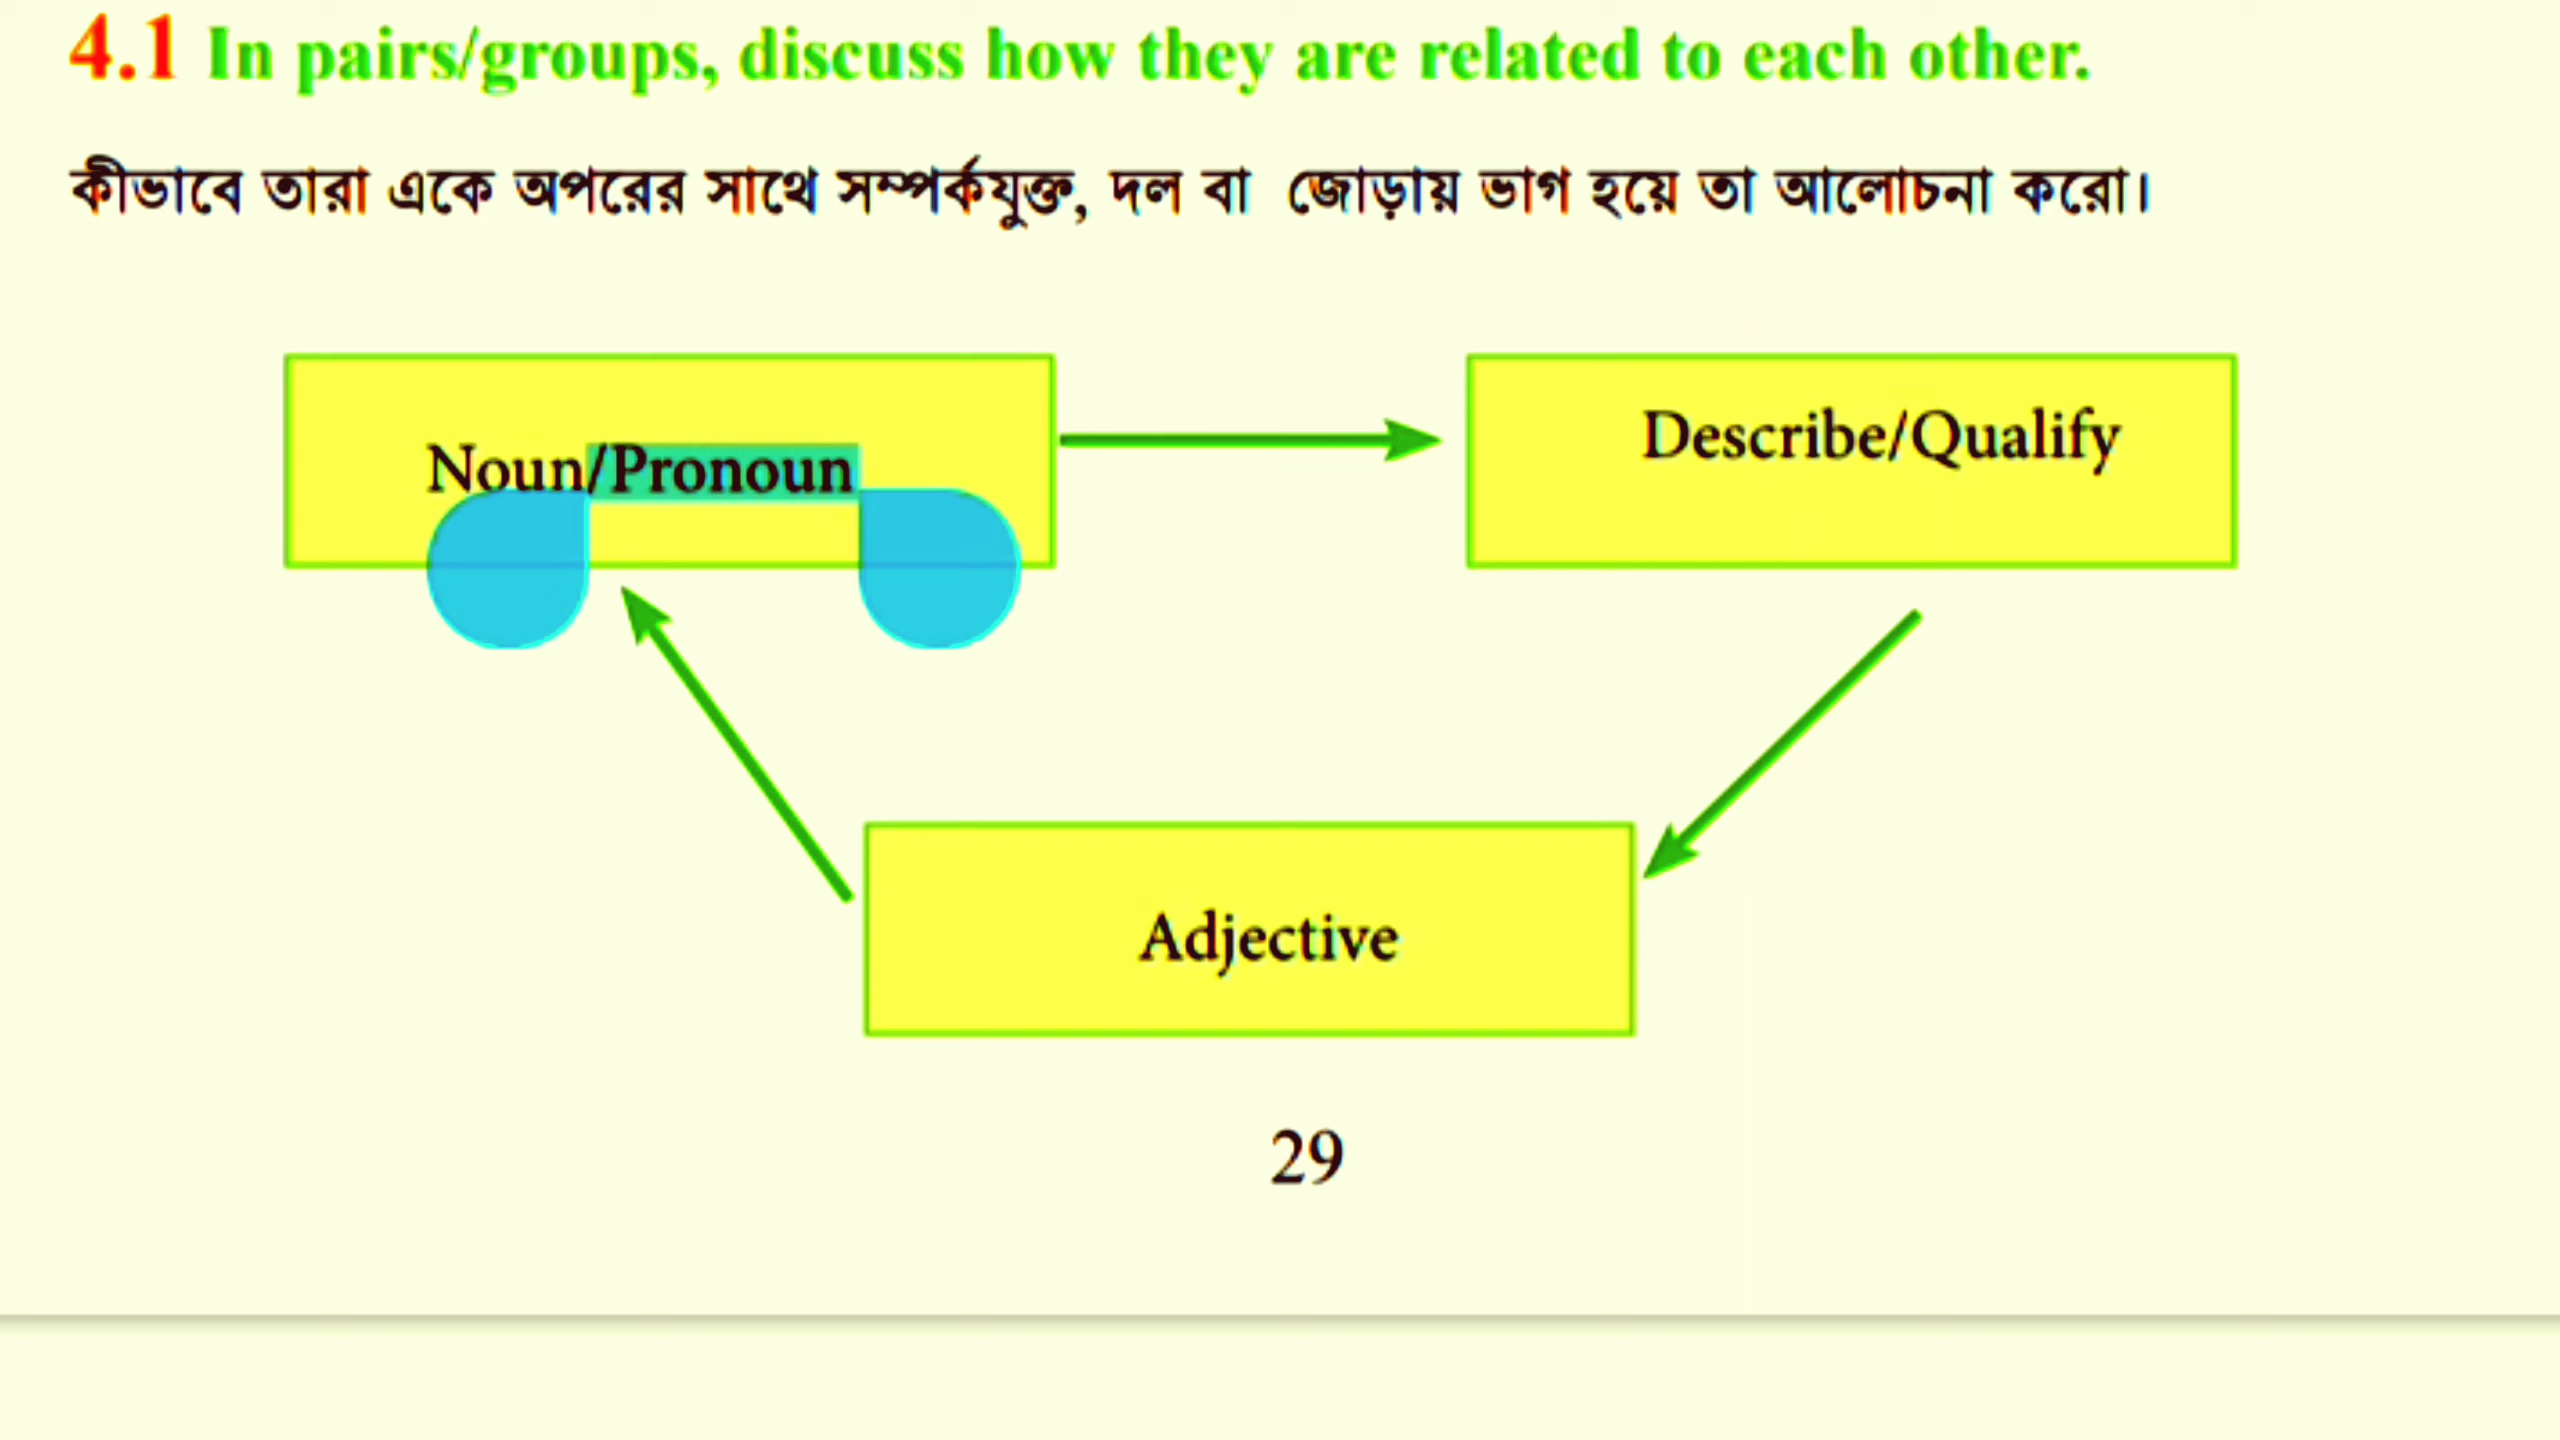 4.1 In pairs/groups, discuss how they are related to each other.
কীভাবে তারা একে অপরের সাথে সম্পর্কযুক্ত, দল বা জোড়ায় ভাগ হয়ে তা আলোচনা করো।
Noun/Pronoun
Describe/Qualify
Adjective
29